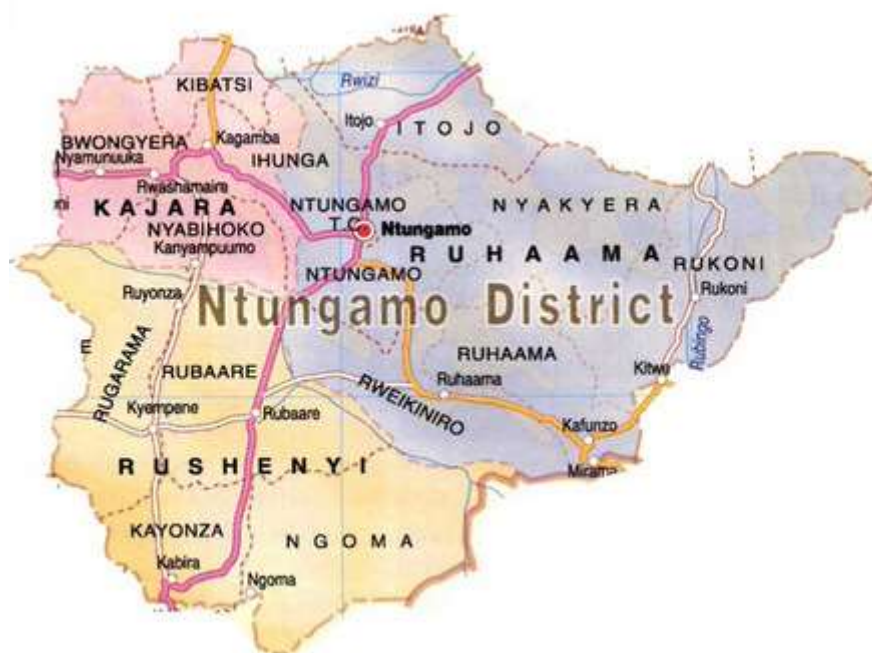 Rwizi
KIBATSI
Itojo
ITOJO
BWONGYERA
Kagamba
Nyamunuuka
IHUNGA
Rwashamaire
KAJARA
NTUNGAMO
T.C.
Ntungamo
NYAKYERA
NYABIHOKO
Kanyampuumo
RUHAAMA
NTUNGAMO
RUKONI
Rukoni
Ruyonza
Ntungamo District
Rubingo
E
RUGARAMA
RUBAARE
RUHAAMA
Kitwe
Ruhaama
RWEIKINIRO
Kyempene
Rubaare
Kafunzo
Mirama
RUSHENYI
KAYONZA
NGOMA
Kabira
Ngoma